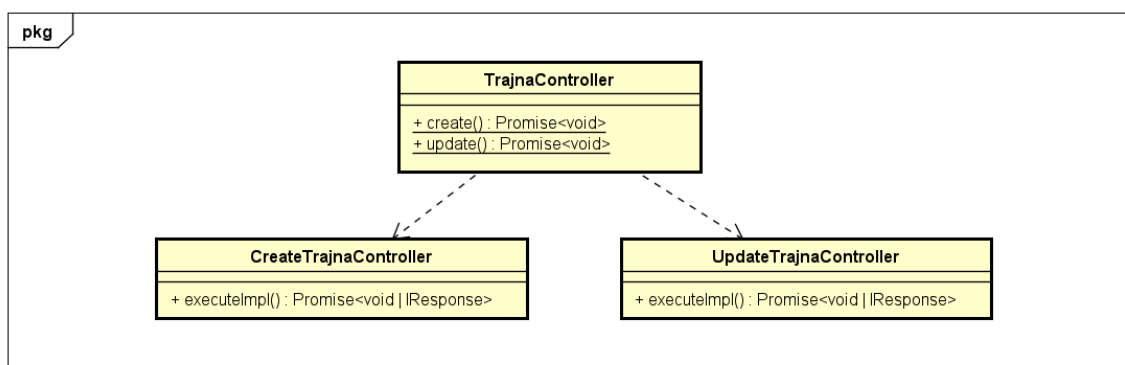 pkg
TrajnaController
+ create() : Promise<void>
+ update() : Promise<void>
CreateTrajnaController
+ executeImpl() : Promise<void | IResponse>
UpdateTrajnaController
+ executeImpl() : Promise<void | IResponse>